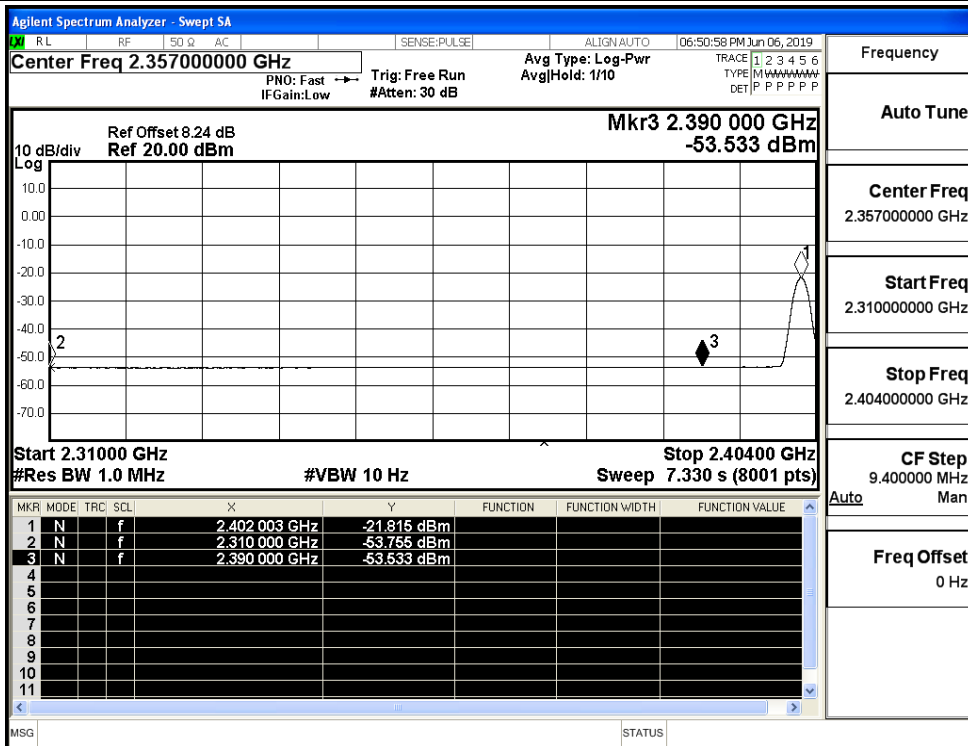 Agilent Spectrum Analyzer - Swept SA
LXI RL RF 50 Ω AC SENSE:PULSE ALIGN AUTO 06:50:58 PM Jun 06, 2019
Center Freq 2.357000000 GHz
PNO: Fast
IFGain:Low
Trig: Free Run
#Atten: 30 dB
Avg Type: Log-Pwr
Avg|Hold: 1/10
TRACE 1 2 3 4 5 6
TYPE M WWWWW
DET P P P P P P
Ref Offset 8.24 dB
Ref 20.00 dBm
Mkr3 2.390 000 GHz
-53.533 dBm
10 dB/div
Log
10.0
0.00
-10.0
-20.0
-30.0
-40.0
-50.0
-60.0
-70.0
1
2
3
Start 2.31000 GHz Stop 2.40400 GHz
#Res BW 1.0 MHz #VBW 10 Hz Sweep 7.330 s (8001 pts)
MKR MODE TRC SCL X Y FUNCTION FUNCTION WIDTH FUNCTION VALUE
1 N f 2.402 003 GHz -21.815 dBm
2 N f 2.310 000 GHz -53.755 dBm
3 N f 2.390 000 GHz -53.533 dBm
4
5
6
7
8
9
10
11
MSG STATUS
Frequency
Auto Tune
Center Freq
2.357000000 GHz
Start Freq
2.310000000 GHz
Stop Freq
2.404000000 GHz
CF Step
9.400000 MHz
Auto Man
Freq Offset
0 Hz